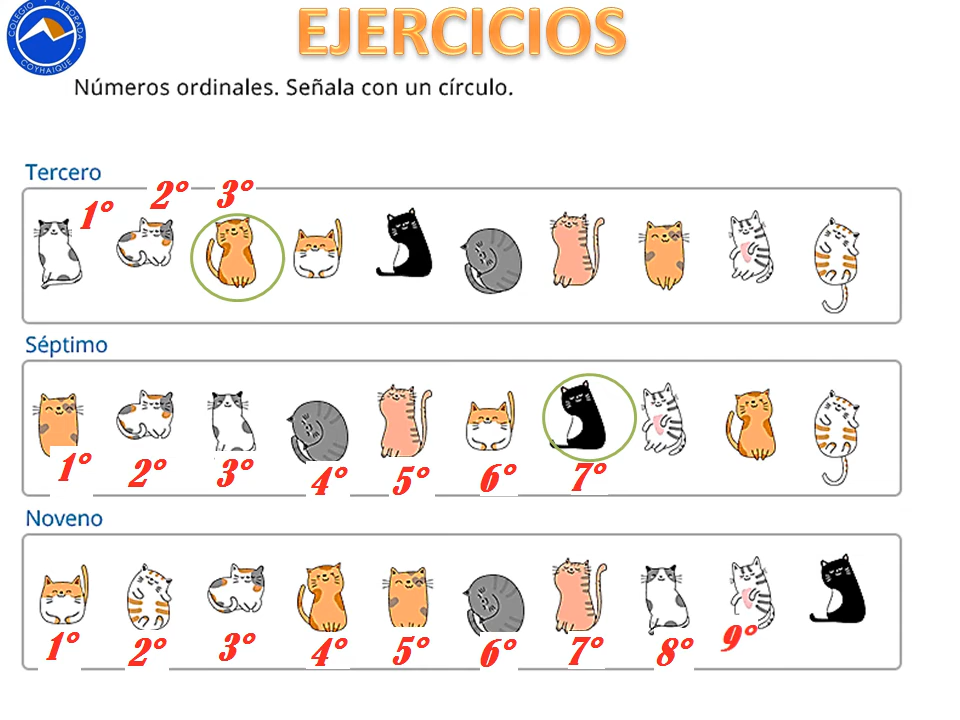 COLEGIO ALBORADA
COYHAIQUE
EJERCICIOS
Números ordinales. Señala con un círculo.
Tercero
1° 2° 3°
Séptimo
1° 2° 3° 4° 5° 6° 7°
Noveno
1° 2° 3° 4° 5° 6° 7° 8° 9°